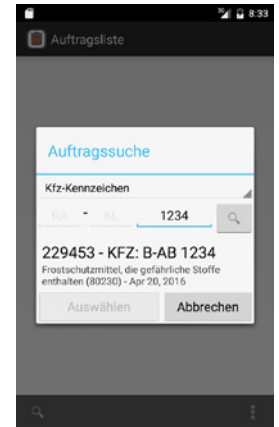 8:33
Auftragsliste
Auftragssuche
Kfz-Kennzeichen
RA - KL 1234
229453 - KFZ: B-AB 1234
Frostschutzmittel, die gefährliche Stoffe
enthalten (80230) - Apr 20, 2016
Auswählen Abbrechen